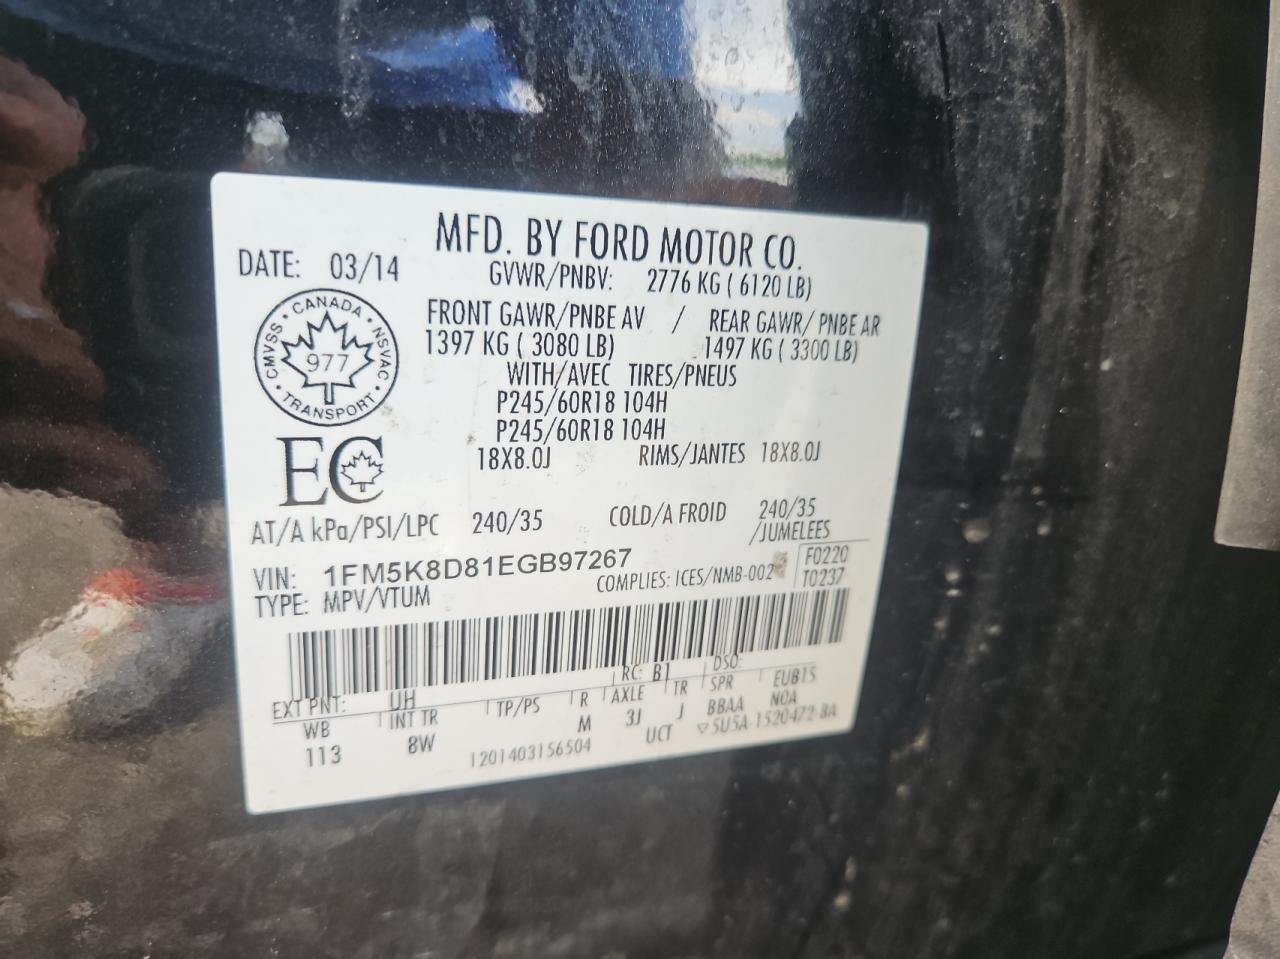 MFD. BY FORD MOTOR CO.
DATE: 03/14
GVWR/PNBV: 2776 KG ( 6120 LB)
FRONT GAWR/PNBE AV / REAR GAWR/ PNBE AR
1397 KG ( 3080 LB) 1497 KG ( 3300 LB)
WITH/AVEC TIRES/PNEUS
P245/60R18 104H
P245/60R18 104H
18X8.0J RIMS/JANTES 18X8.0J
CANADA
CMVSS NSVAC
977
TRANSPORT
EC
AT/A kPa/PSI/LPC 240/35 COLD/A FROID 240/35
/JUMELEES
VIN: 1FM5K8D81EGB97267
TYPE: MPV/VTUM
COMPLIES: ICES/NMB-002
F0220
T0237
EXT PNT: UH RC: B1 DSO:
WB INT TR TP/PS R AXLE TR SPR EUB15
113 8W M 3J J BBAA NOA
1201403156504 UCT ▽5U5A-1520472-BA